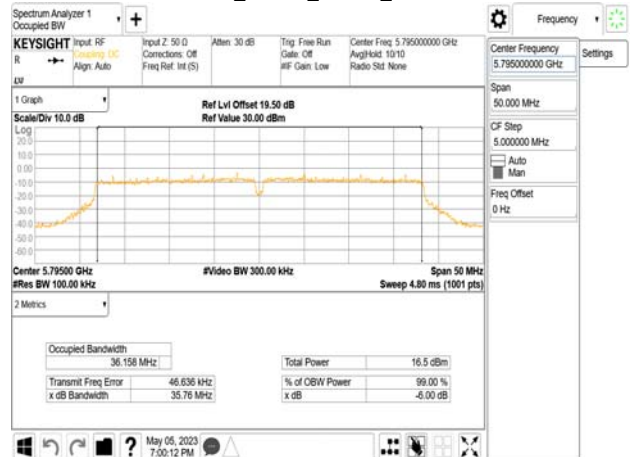 Spectrum Analyzer 1
Occupied BW
Frequency
KEYSIGHT
R
Input: RF
Coupling: DC
Align: Auto
Input Z: 50 Ω
Corrections: Off
Freq Ref: Int (S)
Atten: 30 dB
Trig: Free Run
Gate: Off
#IF Gain: Low
Center Freq: 5.795000000 GHz
Avg|Hold: 10/10
Radio Std: None
Center Frequency
5.795000000 GHz
Settings
Span
50.000 MHz
CF Step
5.000000 MHz
Auto
Man
Freq Offset
0 Hz
1 Graph
Scale/Div 10.0 dB
Ref Lvl Offset 19.50 dB
Ref Value 30.00 dBm
Log
20.0
10.0
0.00
-10.0
-20.0
-30.0
-40.0
-50.0
-60.0
Center 5.79500 GHz
#Video BW 300.00 kHz
Span 50 MHz
#Res BW 100.00 kHz
Sweep 4.80 ms (1001 pts)
2 Metrics
Occupied Bandwidth
36.158 MHz
Total Power 16.5 dBm
Transmit Freq Error 46.636 kHz
% of OBW Power 99.00 %
x dB Bandwidth 35.76 MHz
x dB -6.00 dB
?
May 05, 2023
7:00:12 PM